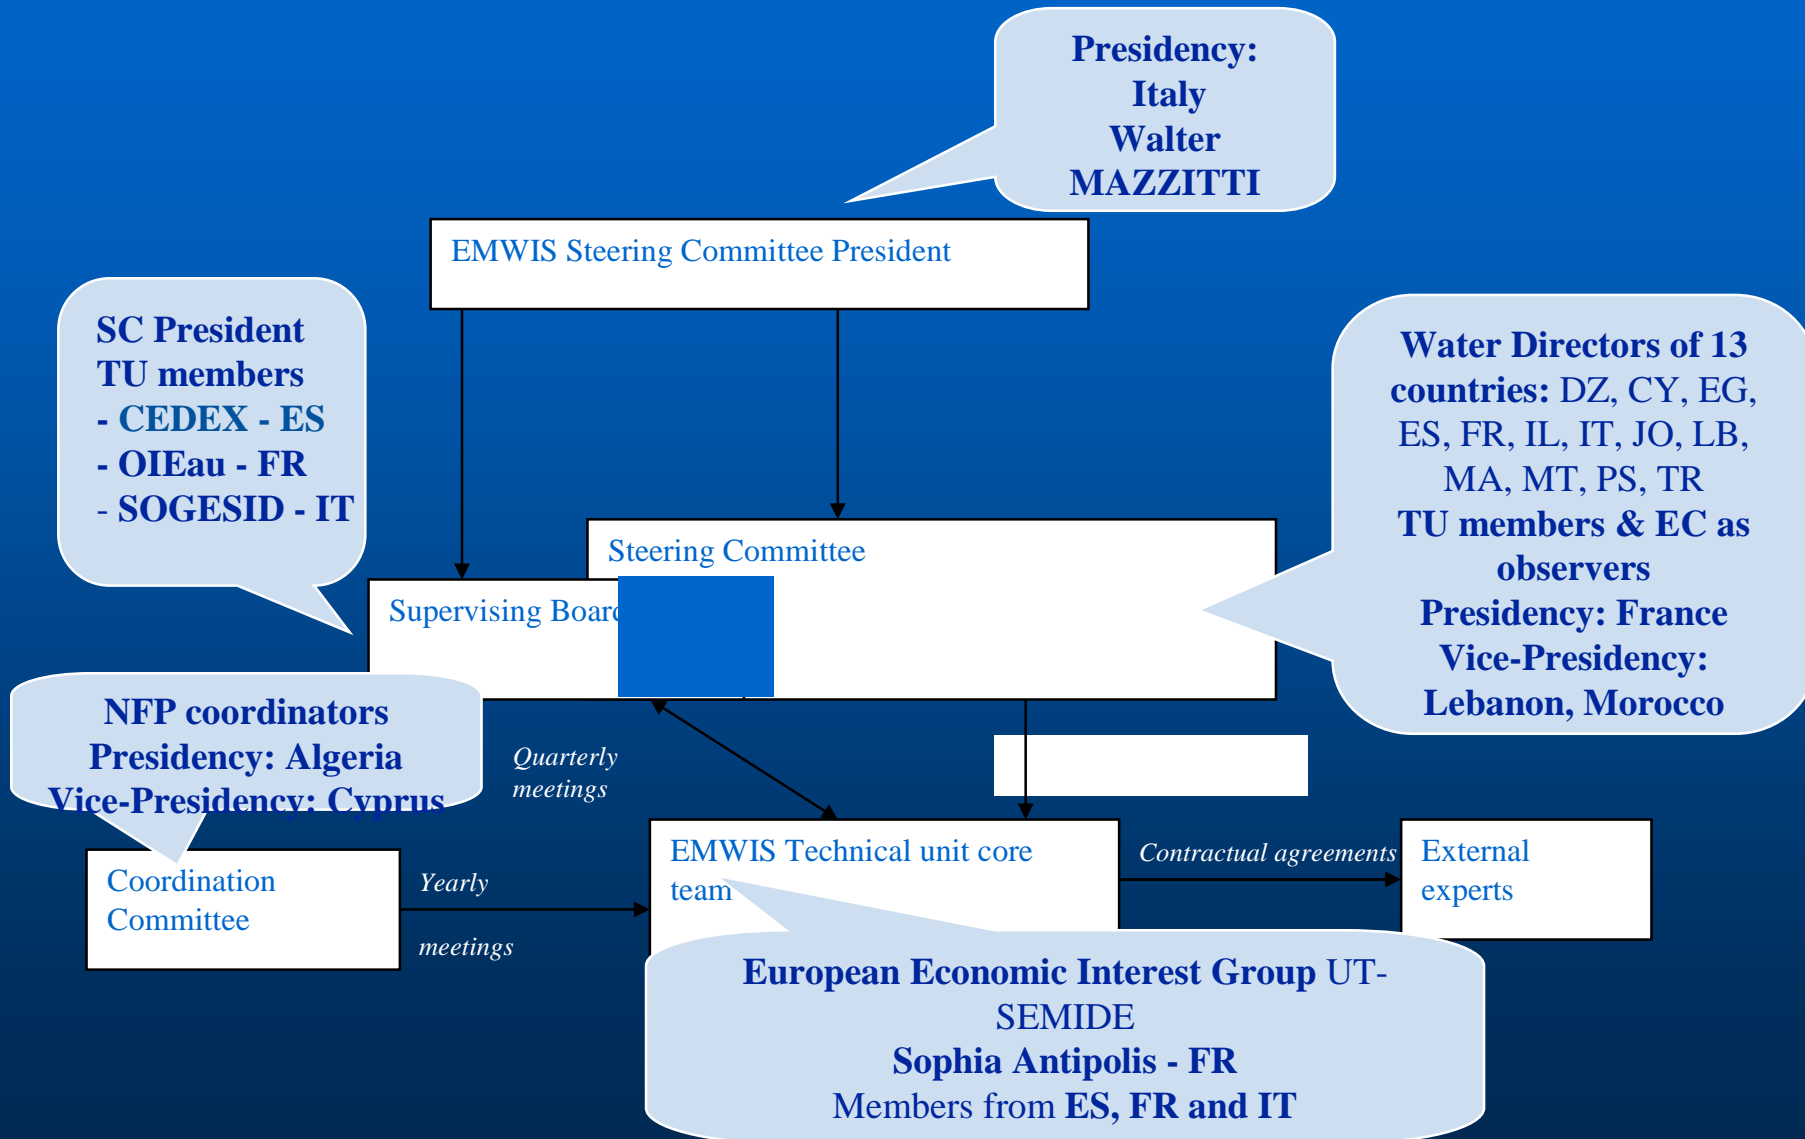 Presidency:
Italy
Walter
MAZZITTI
EMWIS Steering Committee President
SC President
TU members
- CEDEX - ES
- OIEau - FR
- SOGESID - IT
Water Directors of 13
countries: DZ, CY, EG,
ES, FR, IL, IT, JO, LB,
MA, MT, PS, TR
TU members & EC as
observers
Presidency: France
Vice-Presidency:
Lebanon, Morocco
Steering Committee
Supervising Board
NFP coordinators
Presidency: Algeria
Vice-Presidency: Cyprus
Quarterly
meetings
Coordination
Committee
Yearly
meetings
EMWIS Technical unit core
team
Contractual agreements
External
experts
European Economic Interest Group UT-
SEMIDE
Sophia Antipolis - FR
Members from ES, FR and IT